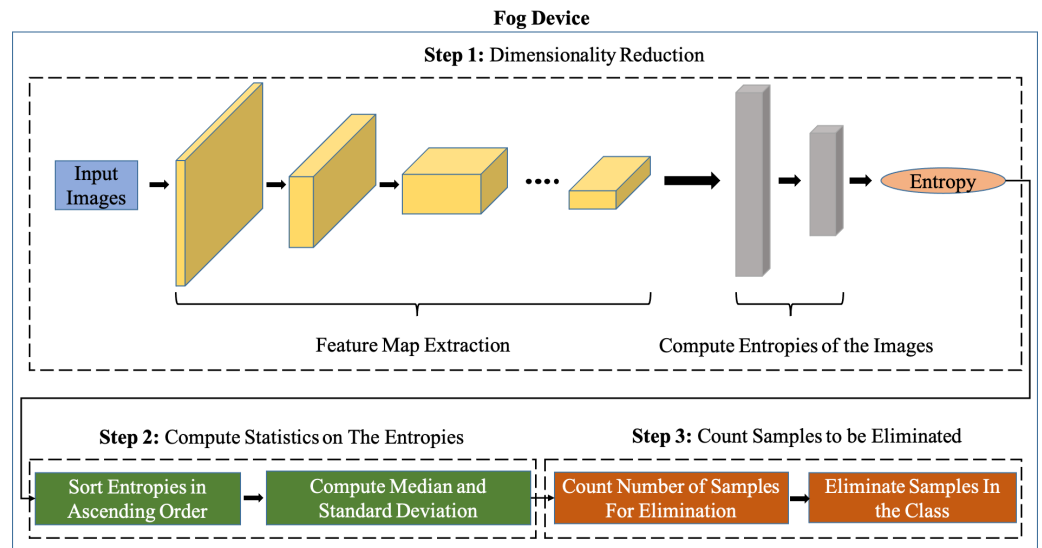 Fog Device
Step 1: Dimensionality Reduction
Input
Images
Entropy
Feature Map Extraction
Compute Entropies of the Images
Step 2: Compute Statistics on The Entropies
Step 3: Count Samples to be Eliminated
Sort Entropies in
Ascending Order
Compute Median and
Standard Deviation
Count Number of Samples
For Elimination
Eliminate Samples In
the Class